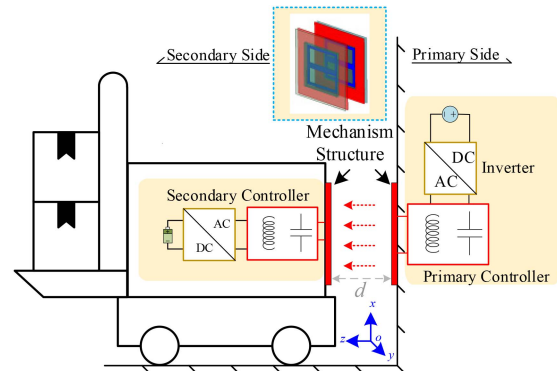 Secondary Side
Primary Side
Mechanism
Structure
DC
AC
Inverter
Secondary Controller
AC
DC
Primary Controller
d
x
z
o
y